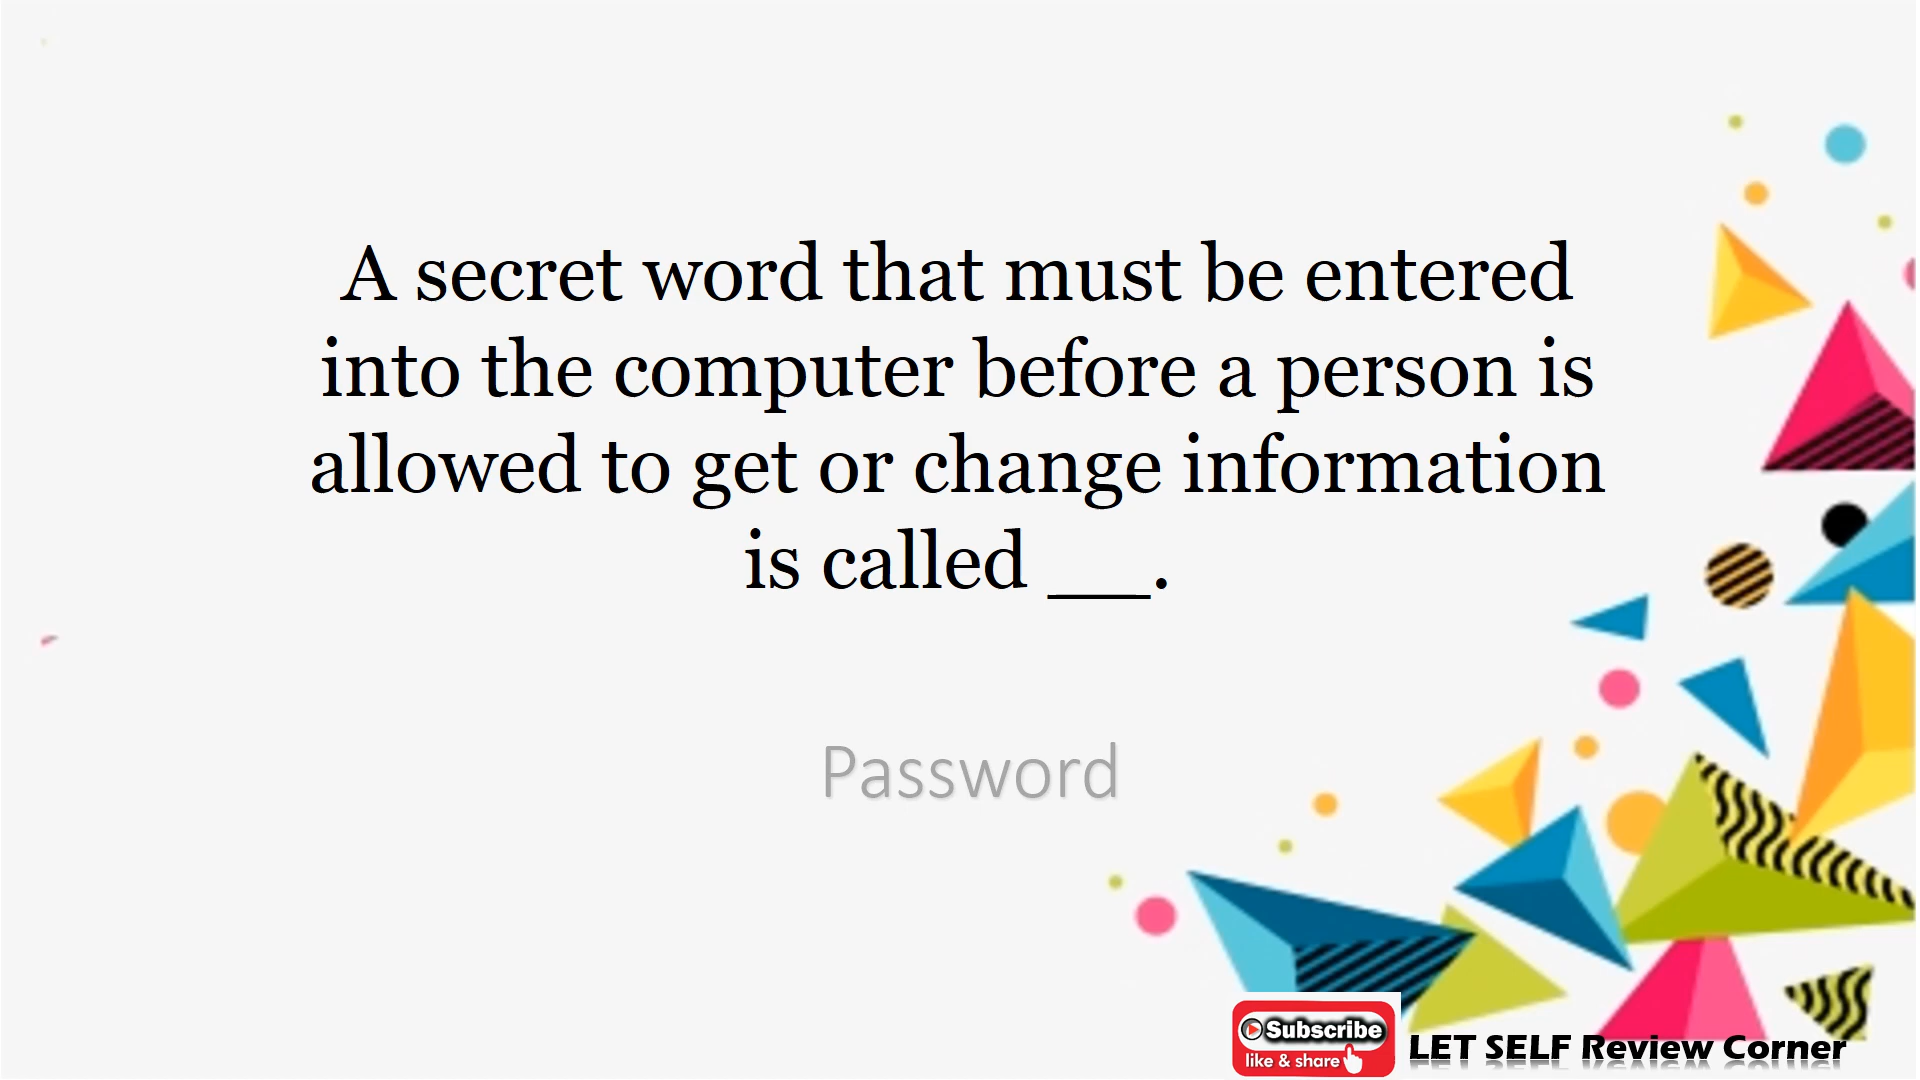 A secret word that must be entered
into the computer before a person is
allowed to get or change information
is called __.
Password
Subscribe
like & share
LET SELF Review Corner